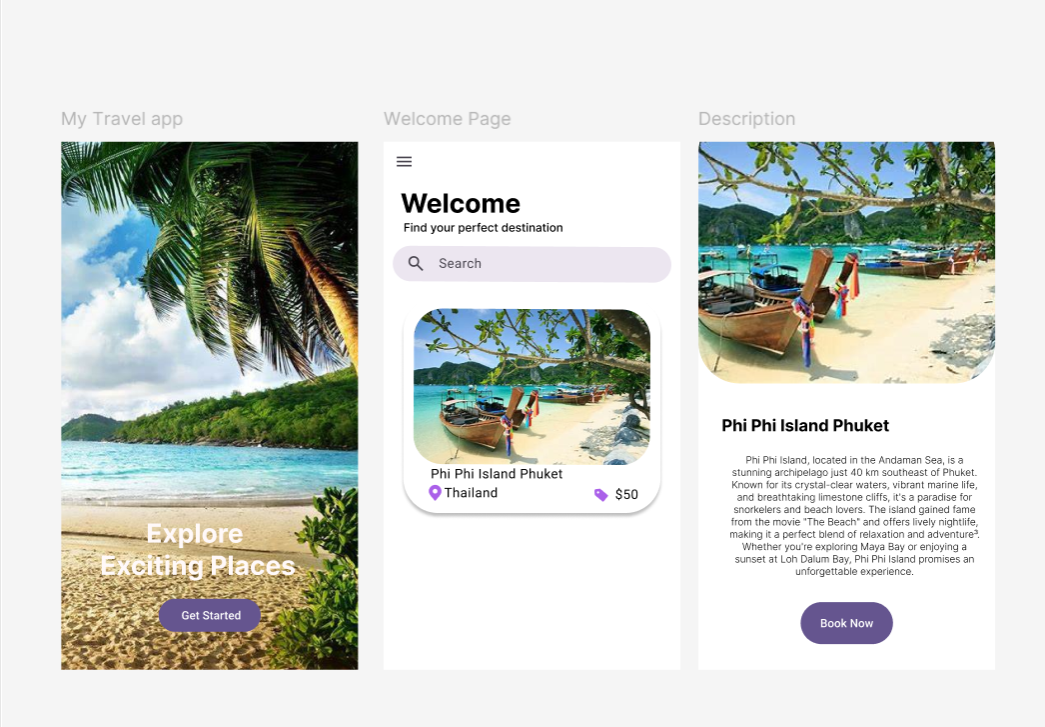 My Travel app
Explore
Exciting Places
Get Started
Welcome Page
Welcome
Find your perfect destination
Search
Phi Phi Island Phuket
Thailand
$50
Description
Phi Phi Island Phuket
Phi Phi Island, located in the Andaman Sea, is a
stunning archipelago just 40 km southeast of Phuket.
Known for its crystal-clear waters, vibrant marine life,
and breathtaking limestone cliffs, it's a paradise for
snorkelers and beach lovers. The island gained fame
from the movie "The Beach" and offers lively nightlife,
making it a perfect blend of relaxation and adventure³.
Whether you're exploring Maya Bay or enjoying a
sunset at Loh Dalum Bay, Phi Phi Island promises an
unforgettable experience.
Book Now